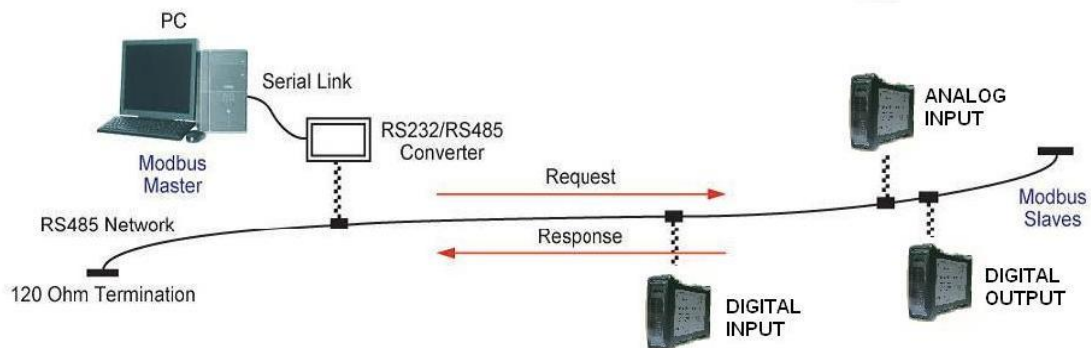 PC
Serial Link
RS232/RS485
Converter
Modbus
Master
RS485 Network
120 Ohm Termination
Request
Response
DIGITAL
INPUT
ANALOG
INPUT
Modbus
Slaves
DIGITAL
OUTPUT